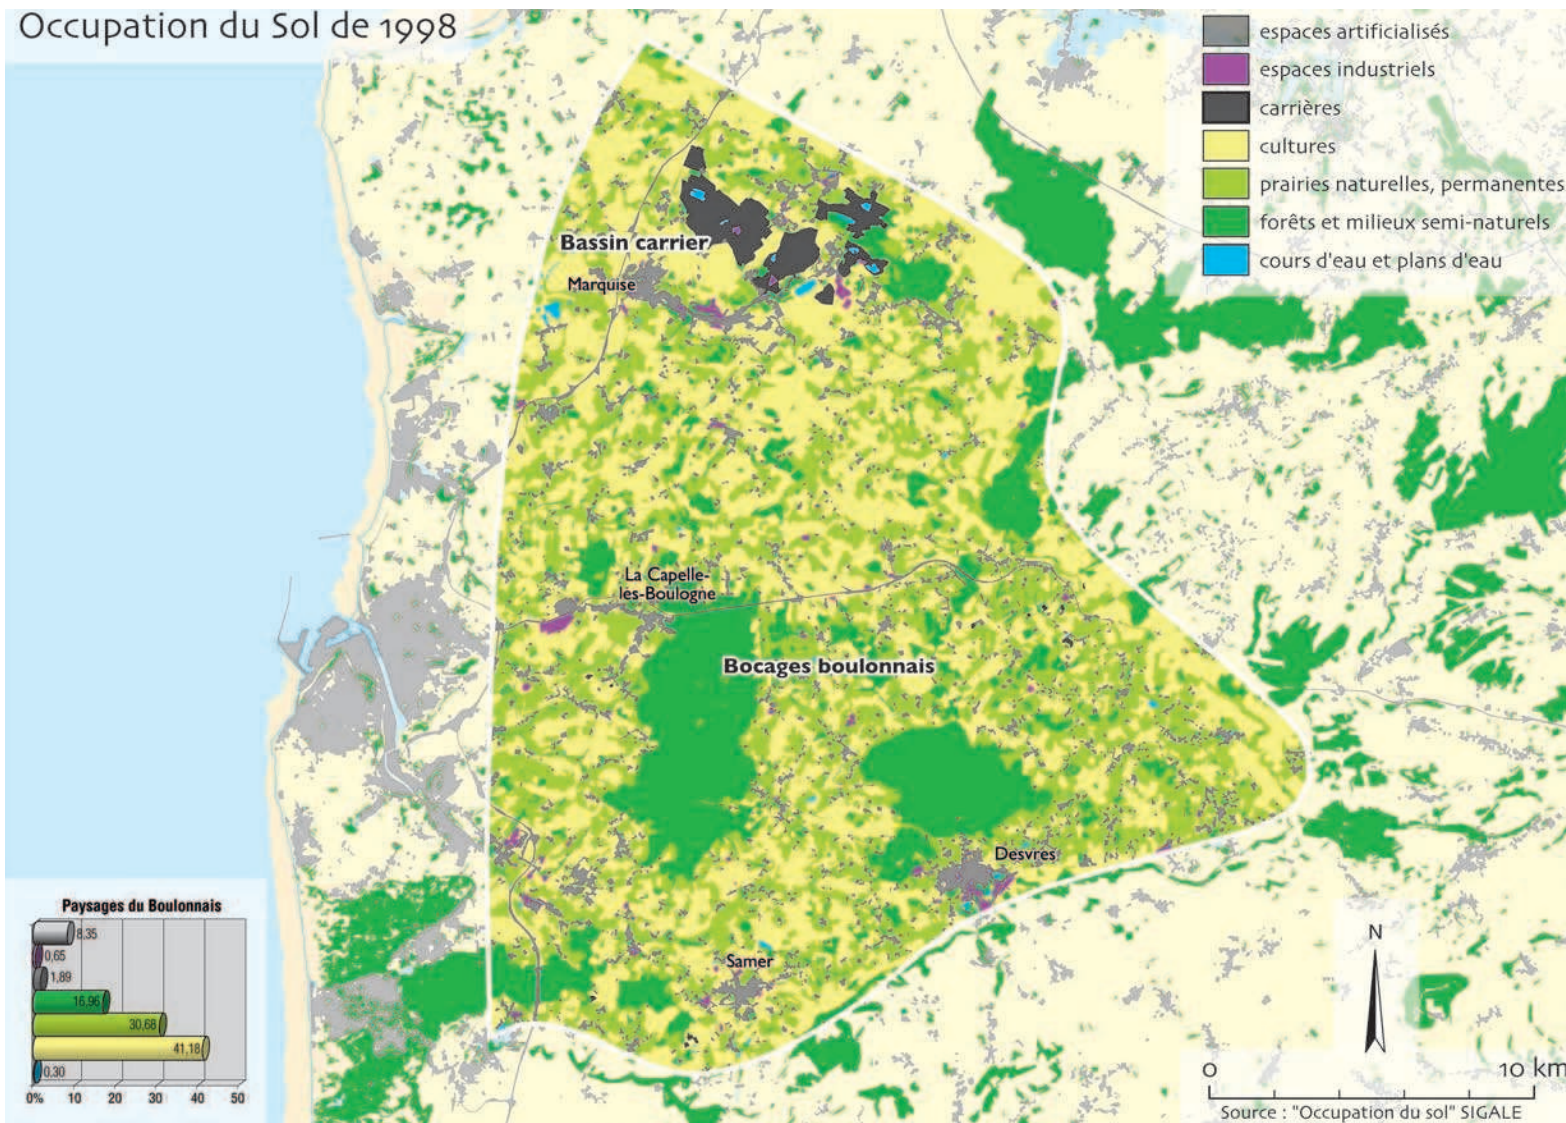 Occupation du Sol de 1998
espaces artificialisés
espaces industriels
carrières
cultures
prairies naturelles, permanentes
forêts et milieux semi-naturels
cours d'eau et plans d'eau
Bassin carrier
Marquise
La Capelle-
les-Boulogne
Bocages boulonnais
Desvres
Samer
Paysages du Boulonnais
8,35
0,65
1,89
16,96
30,68
41,18
0,30
0% 10 20 30 40 50
N
0 10 km
Source : "Occupation du sol" SIGALE